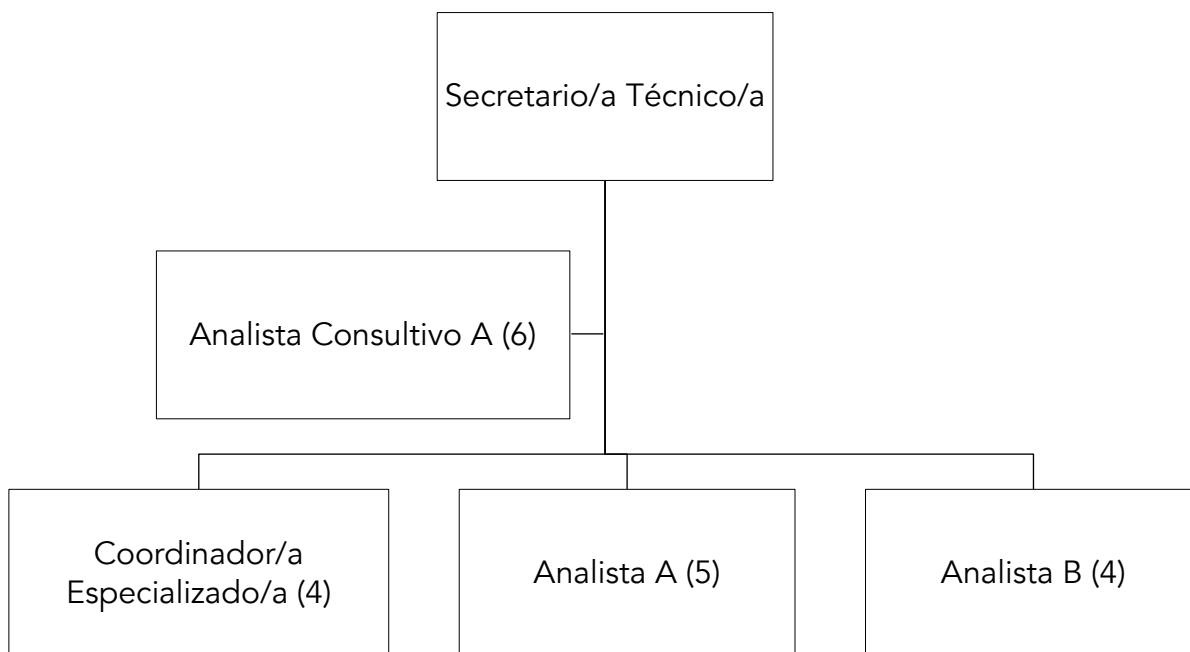 Secretario/a Técnico/a
Analista Consultivo A (6)
Coordinador/a
Especializado/a (4)
Analista A (5)
Analista B (4)